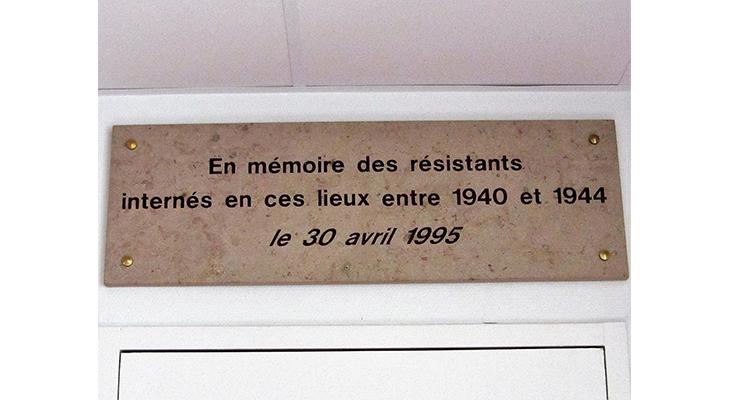 En mémoire des résistants
internés en ces lieux entre 1940 et 1944
le 30 avril 1995